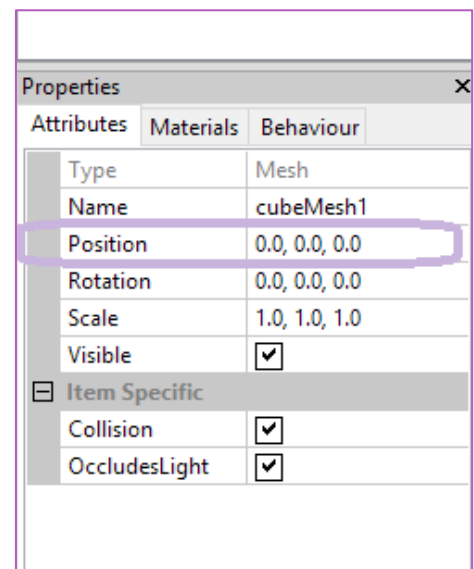 Properties
Attributes Materials Behaviour
Type Mesh
Name cubeMesh1
Position 0.0, 0.0, 0.0
Rotation 0.0, 0.0, 0.0
Scale 1.0, 1.0, 1.0
Visible
Item Specific
Collision
OccludesLight